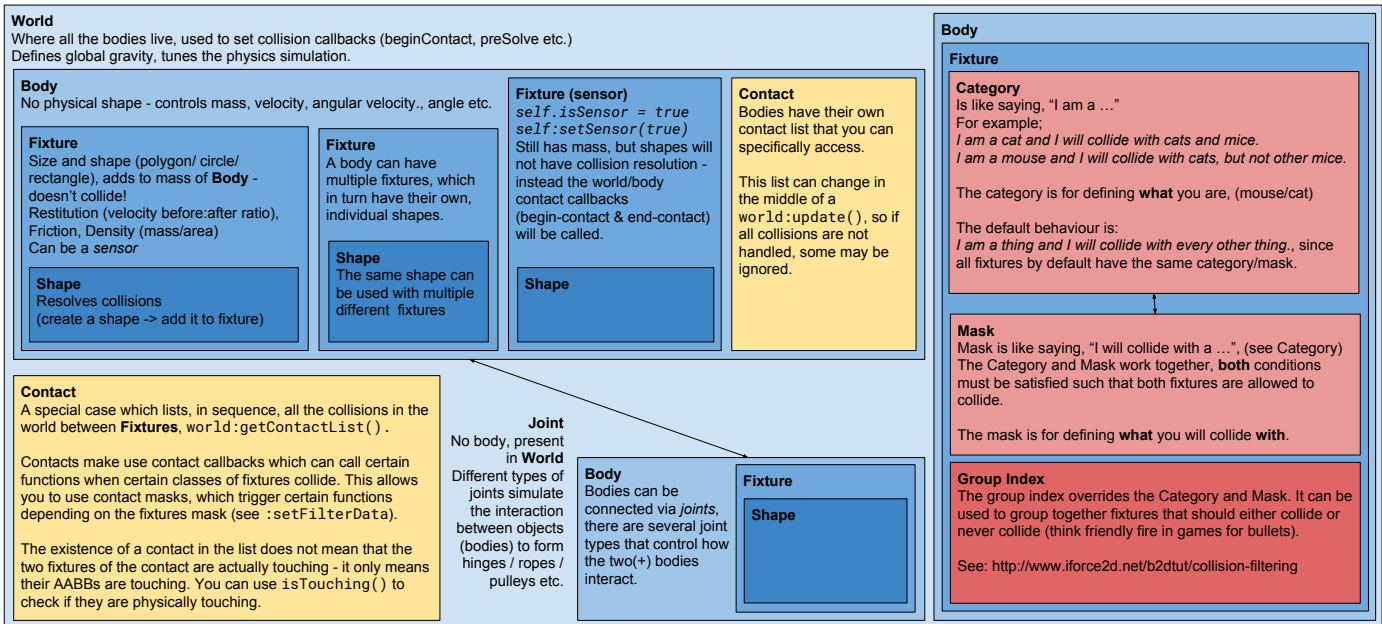 World
Where all the bodies live, used to set collision callbacks (beginContact, preSolve etc.)
Defines global gravity, tunes the physics simulation.
Body
No physical shape - controls mass, velocity, angular velocity., angle etc.
Fixture
Size and shape (polygon/ circle/
rectangle), adds to mass of Body -
doesn't collide!
Restitution (velocity before:after ratio),
Friction, Density (mass/area)
Can be a sensor
Shape
Resolves collisions
(create a shape -> add it to fixture)
Fixture
A body can have
multiple fixtures, which
in turn have their own,
individual shapes.
Shape
The same shape can
be used with multiple
different fixtures
Fixture (sensor)
self.isSensor = true
self:setSensor(true)
Still has mass, but shapes will
not have collision resolution -
instead the world/body
contact callbacks
(begin-contact & end-contact)
will be called.
Shape
Contact
Bodies have their own
contact list that you can
specifically access.
This list can change in
the middle of a
world:update(), so if
all collisions are not
handled, some may be
ignored.
Contact
A special case which lists, in sequence, all the collisions in the
world between Fixtures, world:getContactList().
Contacts make use contact callbacks which can call certain
functions when certain classes of fixtures collide. This allows
you to use contact masks, which trigger certain functions
depending on the fixtures mask (see :setFilterData).
The existence of a contact in the list does not mean that the
two fixtures of the contact are actually touching - it only means
their AABBs are touching. You can use isTouching() to
check if they are physically touching.
Joint
No body, present
in World
Different types of
joints simulate
the interaction
between objects
(bodies) to form
hinges / ropes /
pulleys etc.
Body
Bodies can be
connected via joints,
there are several joint
types that control how
the two(+) bodies
interact.
Fixture
Shape
Body
Fixture
Category
Is like saying, "I am a …"
For example;
I am a cat and I will collide with cats and mice.
I am a mouse and I will collide with cats, but not other mice.
The category is for defining what you are, (mouse/cat)
The default behaviour is:
I am a thing and I will collide with every other thing., since
all fixtures by default have the same category/mask.
Mask
Mask is like saying, "I will collide with a …", (see Category)
The Category and Mask work together, both conditions
must be satisfied such that both fixtures are allowed to
collide.
The mask is for defining what you will collide with.
Group Index
The group index overrides the Category and Mask. It can be
used to group together fixtures that should either collide or
never collide (think friendly fire in games for bullets).
See: http://www.iforce2d.net/b2dtut/collision-filtering